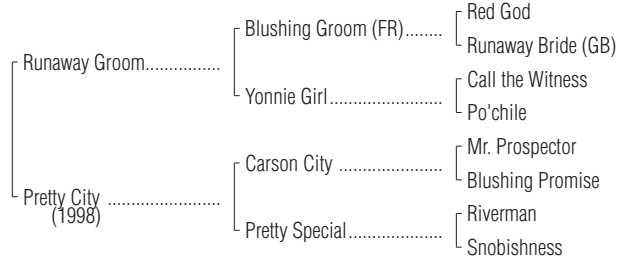 Red God
Blushing Groom (FR)........
Runaway Bride (GB)
Runaway Groom................
Call the Witness
Yonnie Girl........................
Po'chile
Mr. Prospector
Carson City ......................
Blushing Promise
Pretty City ........................
(1998)
Riverman
Pretty Special....................
Snobishness